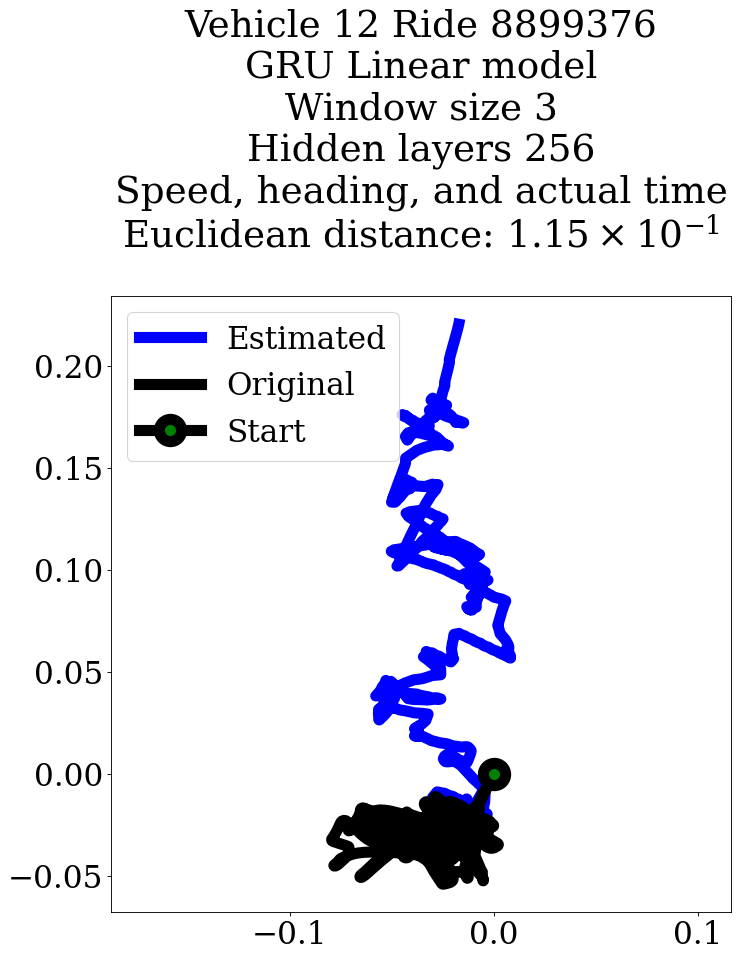 Vehicle 12 Ride 8899376
GRU Linear model
Window size 3
Hidden layers 256
Speed, heading, and actual time
Euclidean distance: 1.15 × 10⁻¹
Estimated
Original
Start
0.20
0.15
0.10
0.05
0.00
−0.05
−0.1
0.0
0.1